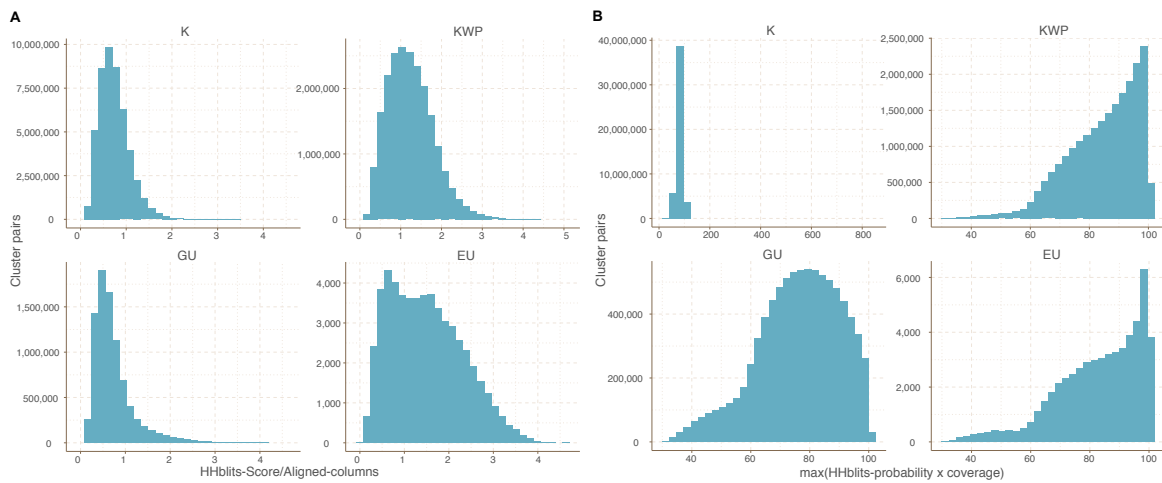 A
K
10,000,000
7,500,000
5,000,000
2,500,000
0
0 1 2 3 4
KWP
2,000,000
1,000,000
0
0 1 2 3 4 5
GU
1,500,000
1,000,000
500,000
0
0 1 2 3 4
EU
4,000
3,000
2,000
1,000
0
0 1 2 3 4
Cluster pairs
HHblits-Score/Aligned-columns
B
K
40,000,000
30,000,000
20,000,000
10,000,000
0
0 200 400 600 800
KWP
2,500,000
2,000,000
1,500,000
1,000,000
500,000
0
40 60 80 100
GU
400,000
200,000
0
40 60 80 100
EU
6,000
4,000
2,000
0
40 60 80 100
Cluster pairs
max(HHblits-probability x coverage)